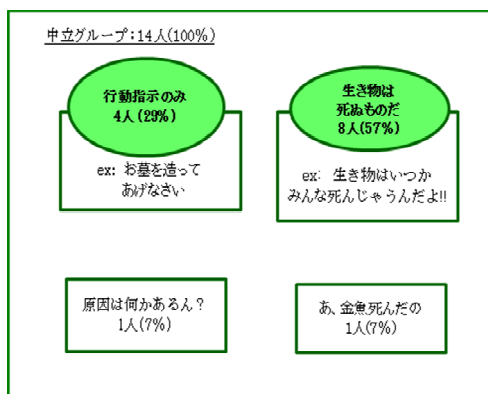 中立グループ：14人(100%)
行動指示のみ
4人(29%)
ex: お墓を造って
あげなさい
生き物は
死ぬものだ
8人(57%)
ex: 生き物はいつか
みんな死んじゃうんだよ!!
原因は何かあるん？
1人(7%)
あ、金魚死んだの
1人(7%)